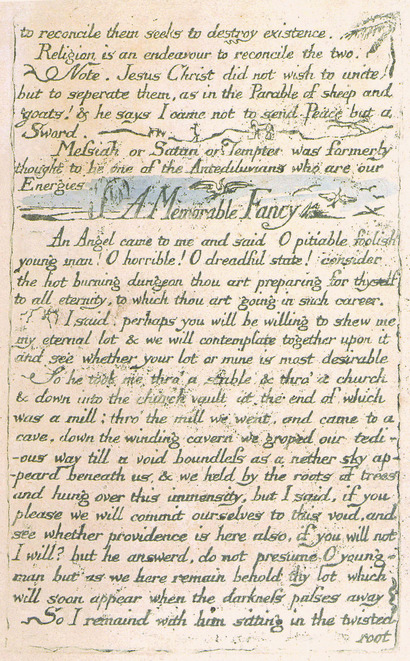 to reconcile them seeks to destroy existence.
Religion is an endeavour to reconcile the two.
Note. Jesus Christ did not wish to unite
but to seperate them, as in the Parable of sheep and
goats! & he says I came not to send Peace but a
Sword.
Messiah or Satan or Tempter was formerly
thought to be one of the Antediluvians who are our
Energies.
A Memorable Fancy
An Angel came to me and said O pitiable foolish
young man! O horrible! O dreadful state! consider
the hot burning dungeon thou art preparing for thyself
to all eternity, to which thou art going in such career.
I said. perhaps you will be willing to shew me
my eternal lot & we will contemplate together upon it
and see whether your lot or mine is most desirable
So he took me thro' a stable & thro' a church
& down into the church vault at the end of which
was a mill: thro' the mill we went, and came to a
cave. down the winding cavern we groped our tedi-
-ous way till a void boundless as a nether sky ap-
-peard beneath us, & we held by the roots of trees
and hung over this immensity, but I said, if you
please we will commit ourselves to this void, and
see whether providence is here also, if you will not
I will? but he answerd, do not presume O young-
man but as we here remain behold thy lot which
will soon appear when the darkness passes away
So I remaind with him sitting in the twisted
root